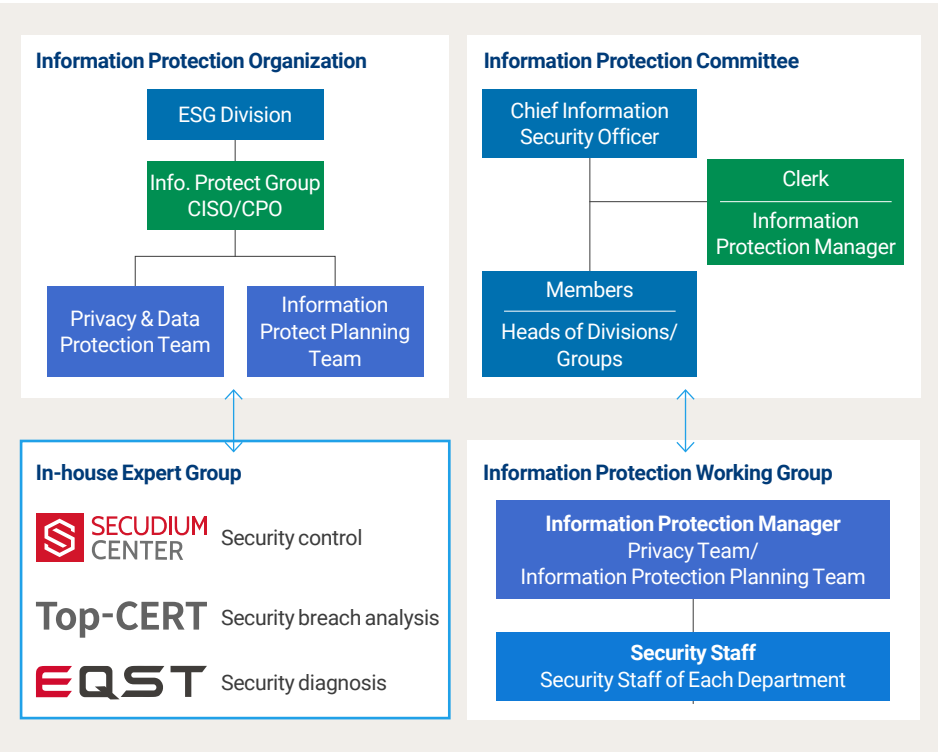 Information Protection Organization
ESG Division
Info. Protect Group
CISO/CPO
Privacy & Data
Protection Team
Information
Protect Planning
Team
Information Protection Committee
Chief Information
Security Officer
Clerk
Information
Protection Manager
Members
Heads of Divisions/
Groups
In-house Expert Group
SECUDIUM
CENTER
Security control
Top-CERT
Security breach analysis
EQST
Security diagnosis
Information Protection Working Group
Information Protection Manager
Privacy Team/
Information Protection Planning Team
Security Staff
Security Staff of Each Department